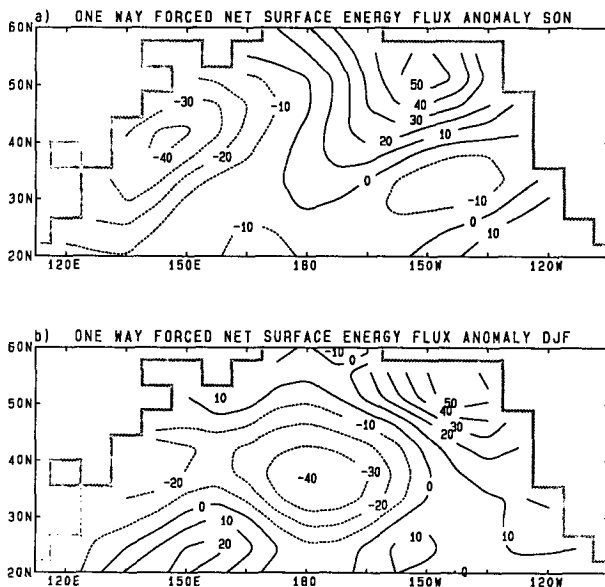 a) ONE WAY FORCED NET SURFACE ENERGY FLUX ANOMALY SON
60N
50N
40N
30N
20N
-30
-10
50
40
30
-40
-20
20
10
0
-10
-10
0
10
120E 150E 180 150W 120W
b) ONE WAY FORCED NET SURFACE ENERGY FLUX ANOMALY DJF
60N
50N
40N
30N
20N
-10
0
10
50
40
30
20
-10
-20
-40
-30
-20
0
0
10
20
10
10
0
120E 150E 180 150W 120W